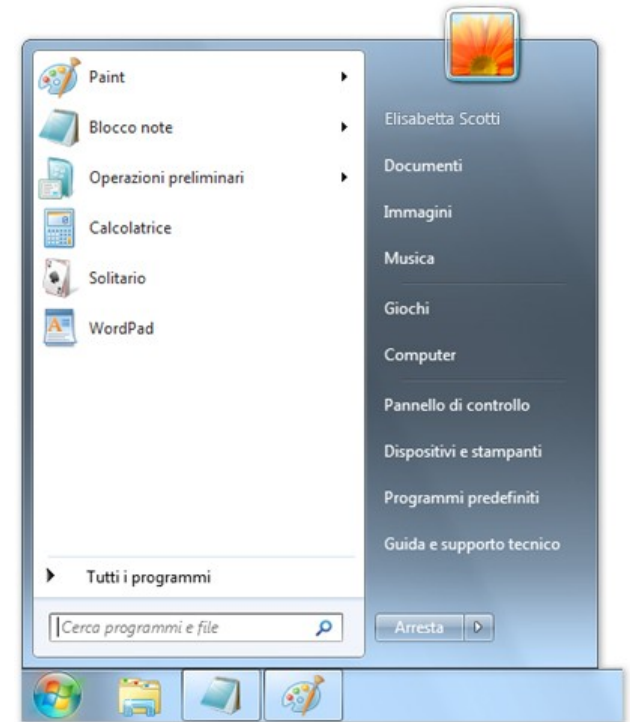 Paint
Blocco note
Operazioni preliminari
Calcolatrice
Solitario
WordPad
Tutti i programmi
Cerca programmi e file
Elisabetta Scotti
Documenti
Immagini
Musica
Giochi
Computer
Pannello di controllo
Dispositivi e stampanti
Programmi predefiniti
Guida e supporto tecnico
Arresta